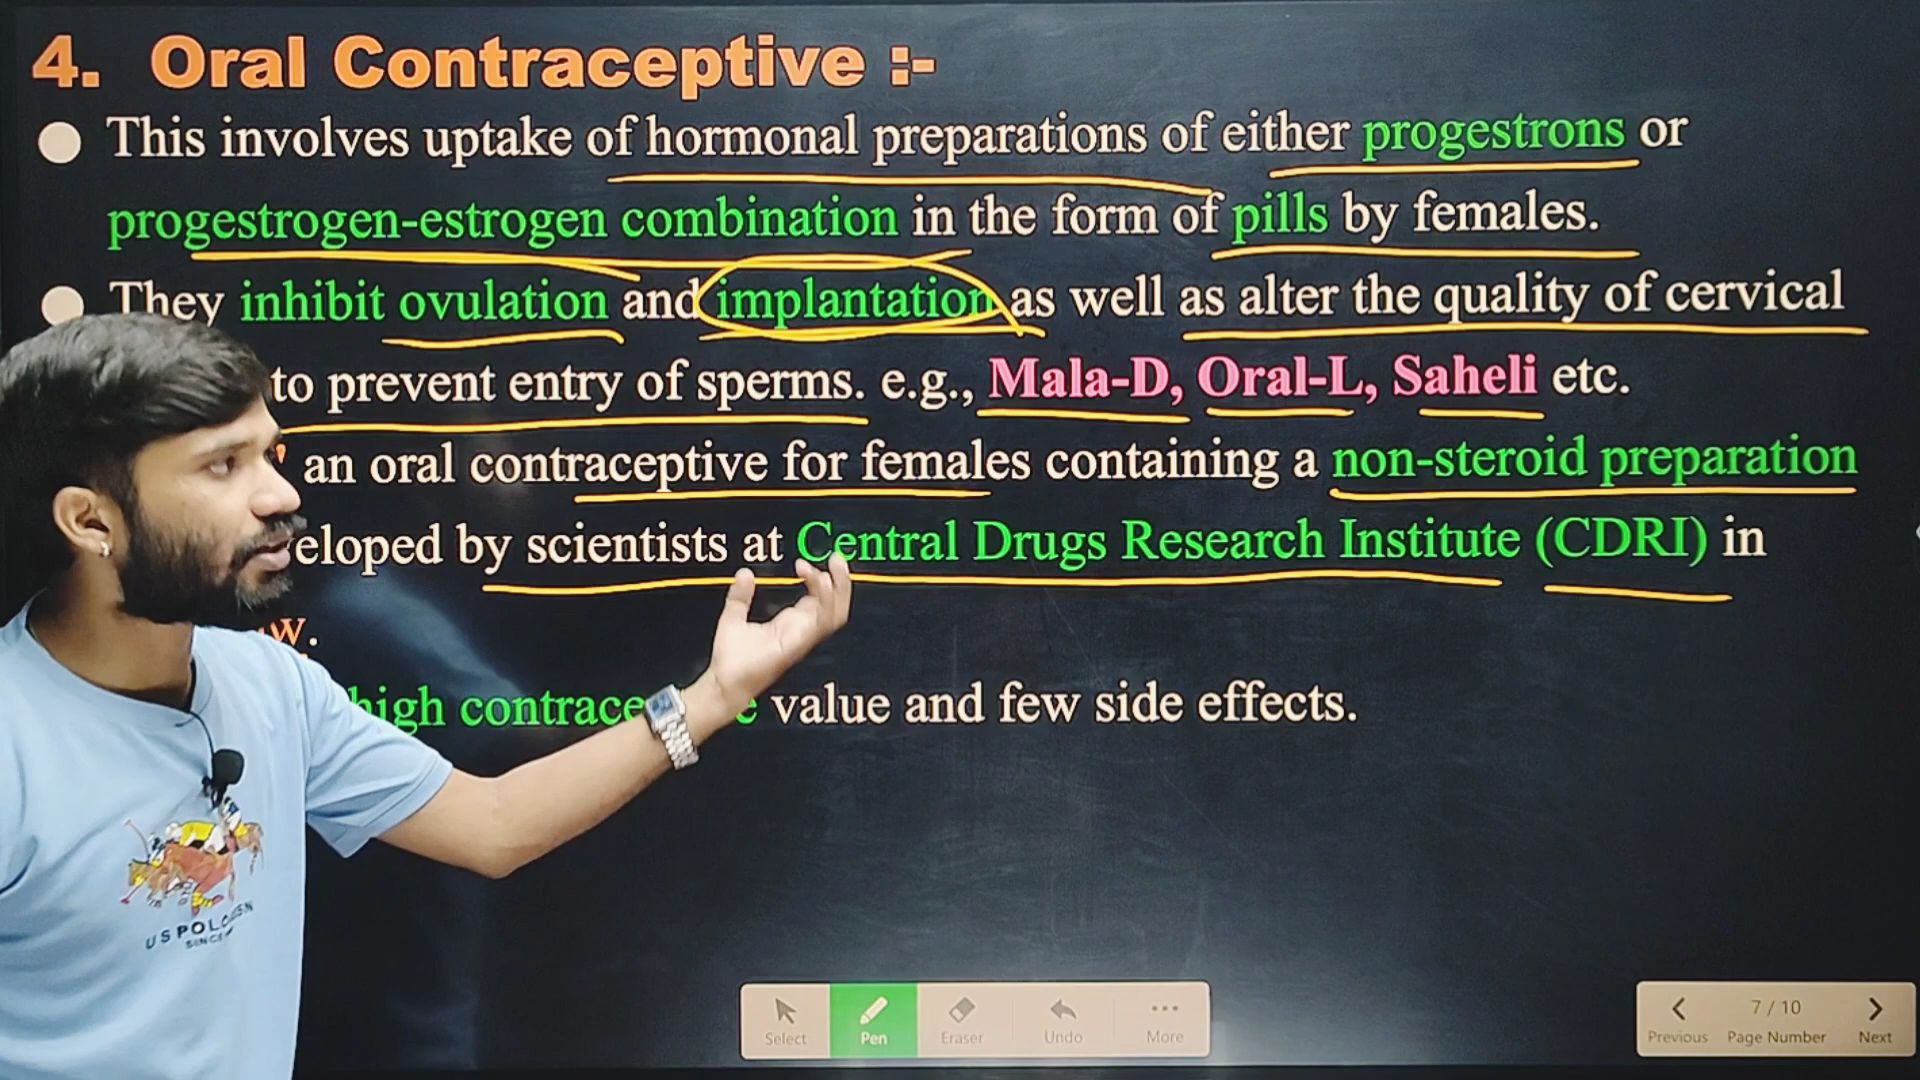 4. Oral Contraceptive :-
This involves uptake of hormonal preparations of either progestrons or
progestrogen-estrogen combination in the form of pills by females.
They inhibit ovulation and implantation as well as alter the quality of cervical
to prevent entry of sperms. e.g., Mala-D, Oral-L, Saheli etc.
an oral contraceptive for females containing a non-steroid preparation
eloped by scientists at Central Drugs Research Institute (CDRI) in
w.
high contrace e value and few side effects.
US POLO
SINCE
Select
Pen
Eraser
Undo
More
7 / 10
Previous
Page Number
Next